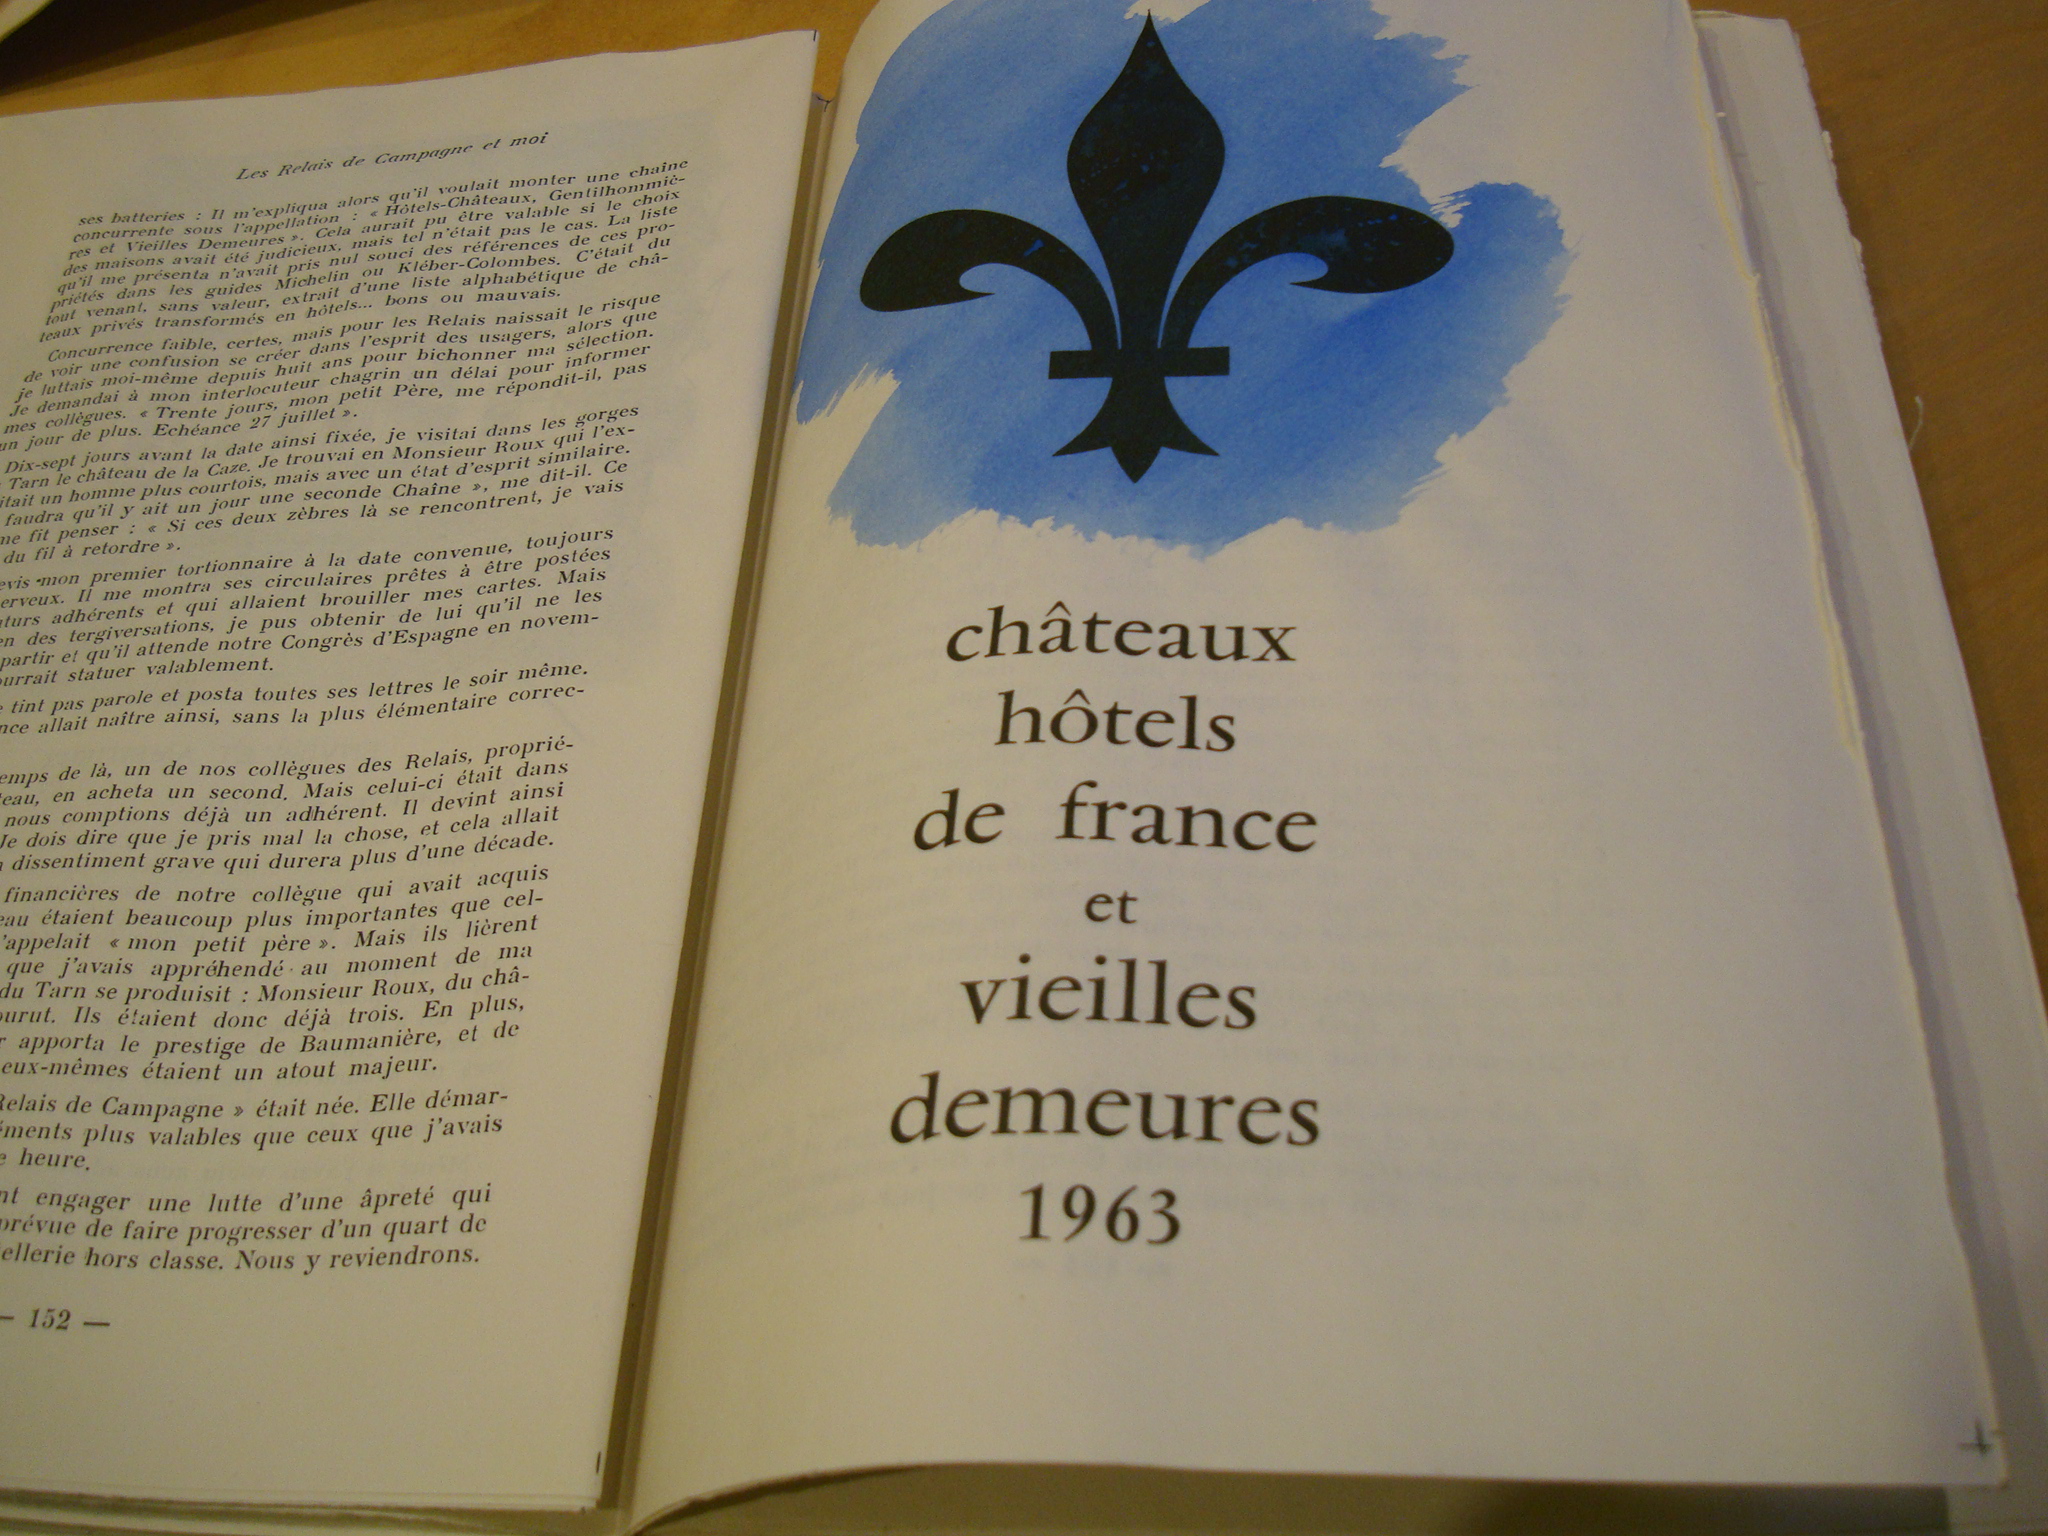 Les Relais de Campagne et moi
ses batteries : Il m'expliqua alors qu'il voulait monter une chaîne
concurrente sous l'appellation : « Hôtels-Châteaux, Gentilhommiè-
res et Vieilles Demeures ». Cela aurait pu être valable si le choix
des maisons avait été judicieux, mais tel n'était pas le cas. La liste
qu'il me présenta n'avait pris nul souci des références de ces pro-
priétés dans les guides Michelin ou Kléber-Colombes. C'était du
tout venant, sans valeur, extrait d'une liste alphabétique de châ-
teaux privés transformés en hôtels... bons ou mauvais.
Concurrence faible, certes, mais pour les Relais naissait le risque
de voir une confusion se créer dans l'esprit des usagers, alors que
je luttais moi-même depuis huit ans pour bichonner ma sélection.
Je demandai à mon interlocuteur chagrin un délai pour informer
mes collègues. « Trente jours, mon petit Père, me répondit-il, pas
un jour de plus. Echéance 27 juillet ».
Dix-sept jours avant la date ainsi fixée, je visitai dans les gorges
Tarn le château de la Caze. Je trouvai en Monsieur Roux qui l'ex-
itait un homme plus courtois, mais avec un état d'esprit similaire.
faudra qu'il y ait un jour une seconde Chaîne », me dit-il. Ce
me fit penser : « Si ces deux zèbres là se rencontrent, je vais
du fil à retordre ».
evis mon premier tortionnaire à la date convenue, toujours
erveux. Il me montra ses circulaires prêtes à être postées
aturs adhérents et qui allaient brouiller mes cartes. Mais
en des tergiversations, je pus obtenir de lui qu'il ne les
partir et qu'il attende notre Congrès d'Espagne en novem-
ourrait statuer valablement.
e tint pas parole et posta toutes ses lettres le soir même.
nce allait naître ainsi, sans la plus élémentaire correc-
emps de là, un de nos collègues des Relais, proprié-
teau, en acheta un second. Mais celui-ci était dans
nous comptions déjà un adhérent. Il devint ainsi
Je dois dire que je pris mal la chose, et cela allait
n dissentiment grave qui durera plus d'une décade.
financières de notre collègue qui avait acquis
eau étaient beaucoup plus importantes que cel-
'appelait « mon petit père ». Mais ils lièrent
que j'avais appréhendé au moment de ma
du Tarn se produisit : Monsieur Roux, du châ-
ourut. Ils étaient donc déjà trois. En plus,
r apporta le prestige de Baumanière, et de
eux-mêmes étaient un atout majeur.
Relais de Campagne » était née. Elle démar-
éments plus valables que ceux que j'avais
e heure.
nt engager une lutte d'une âpreté qui
prévue de faire progresser d'un quart de
ellerie hors classe. Nous y reviendrons.
— 152 —
châteaux
hôtels
de france
et
vieilles
demeures
1963